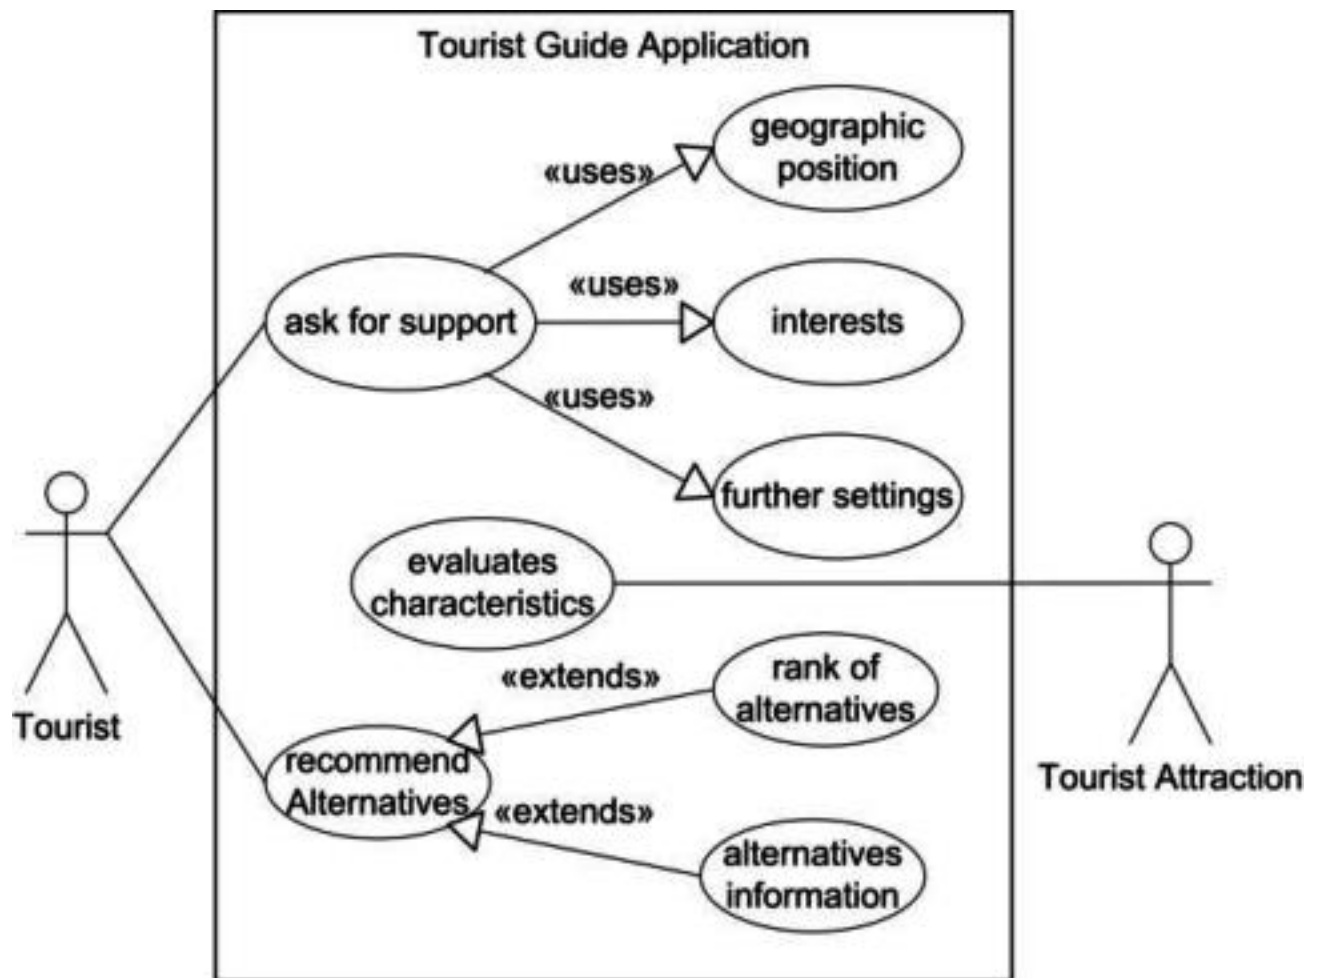 Tourist Guide Application
geographic
position
«uses»
ask for support
«uses»
interests
«uses»
further settings
evaluates
characteristics
«extends»
rank of
alternatives
Tourist
recommend
Alternatives
Tourist Attraction
«extends»
alternatives
information